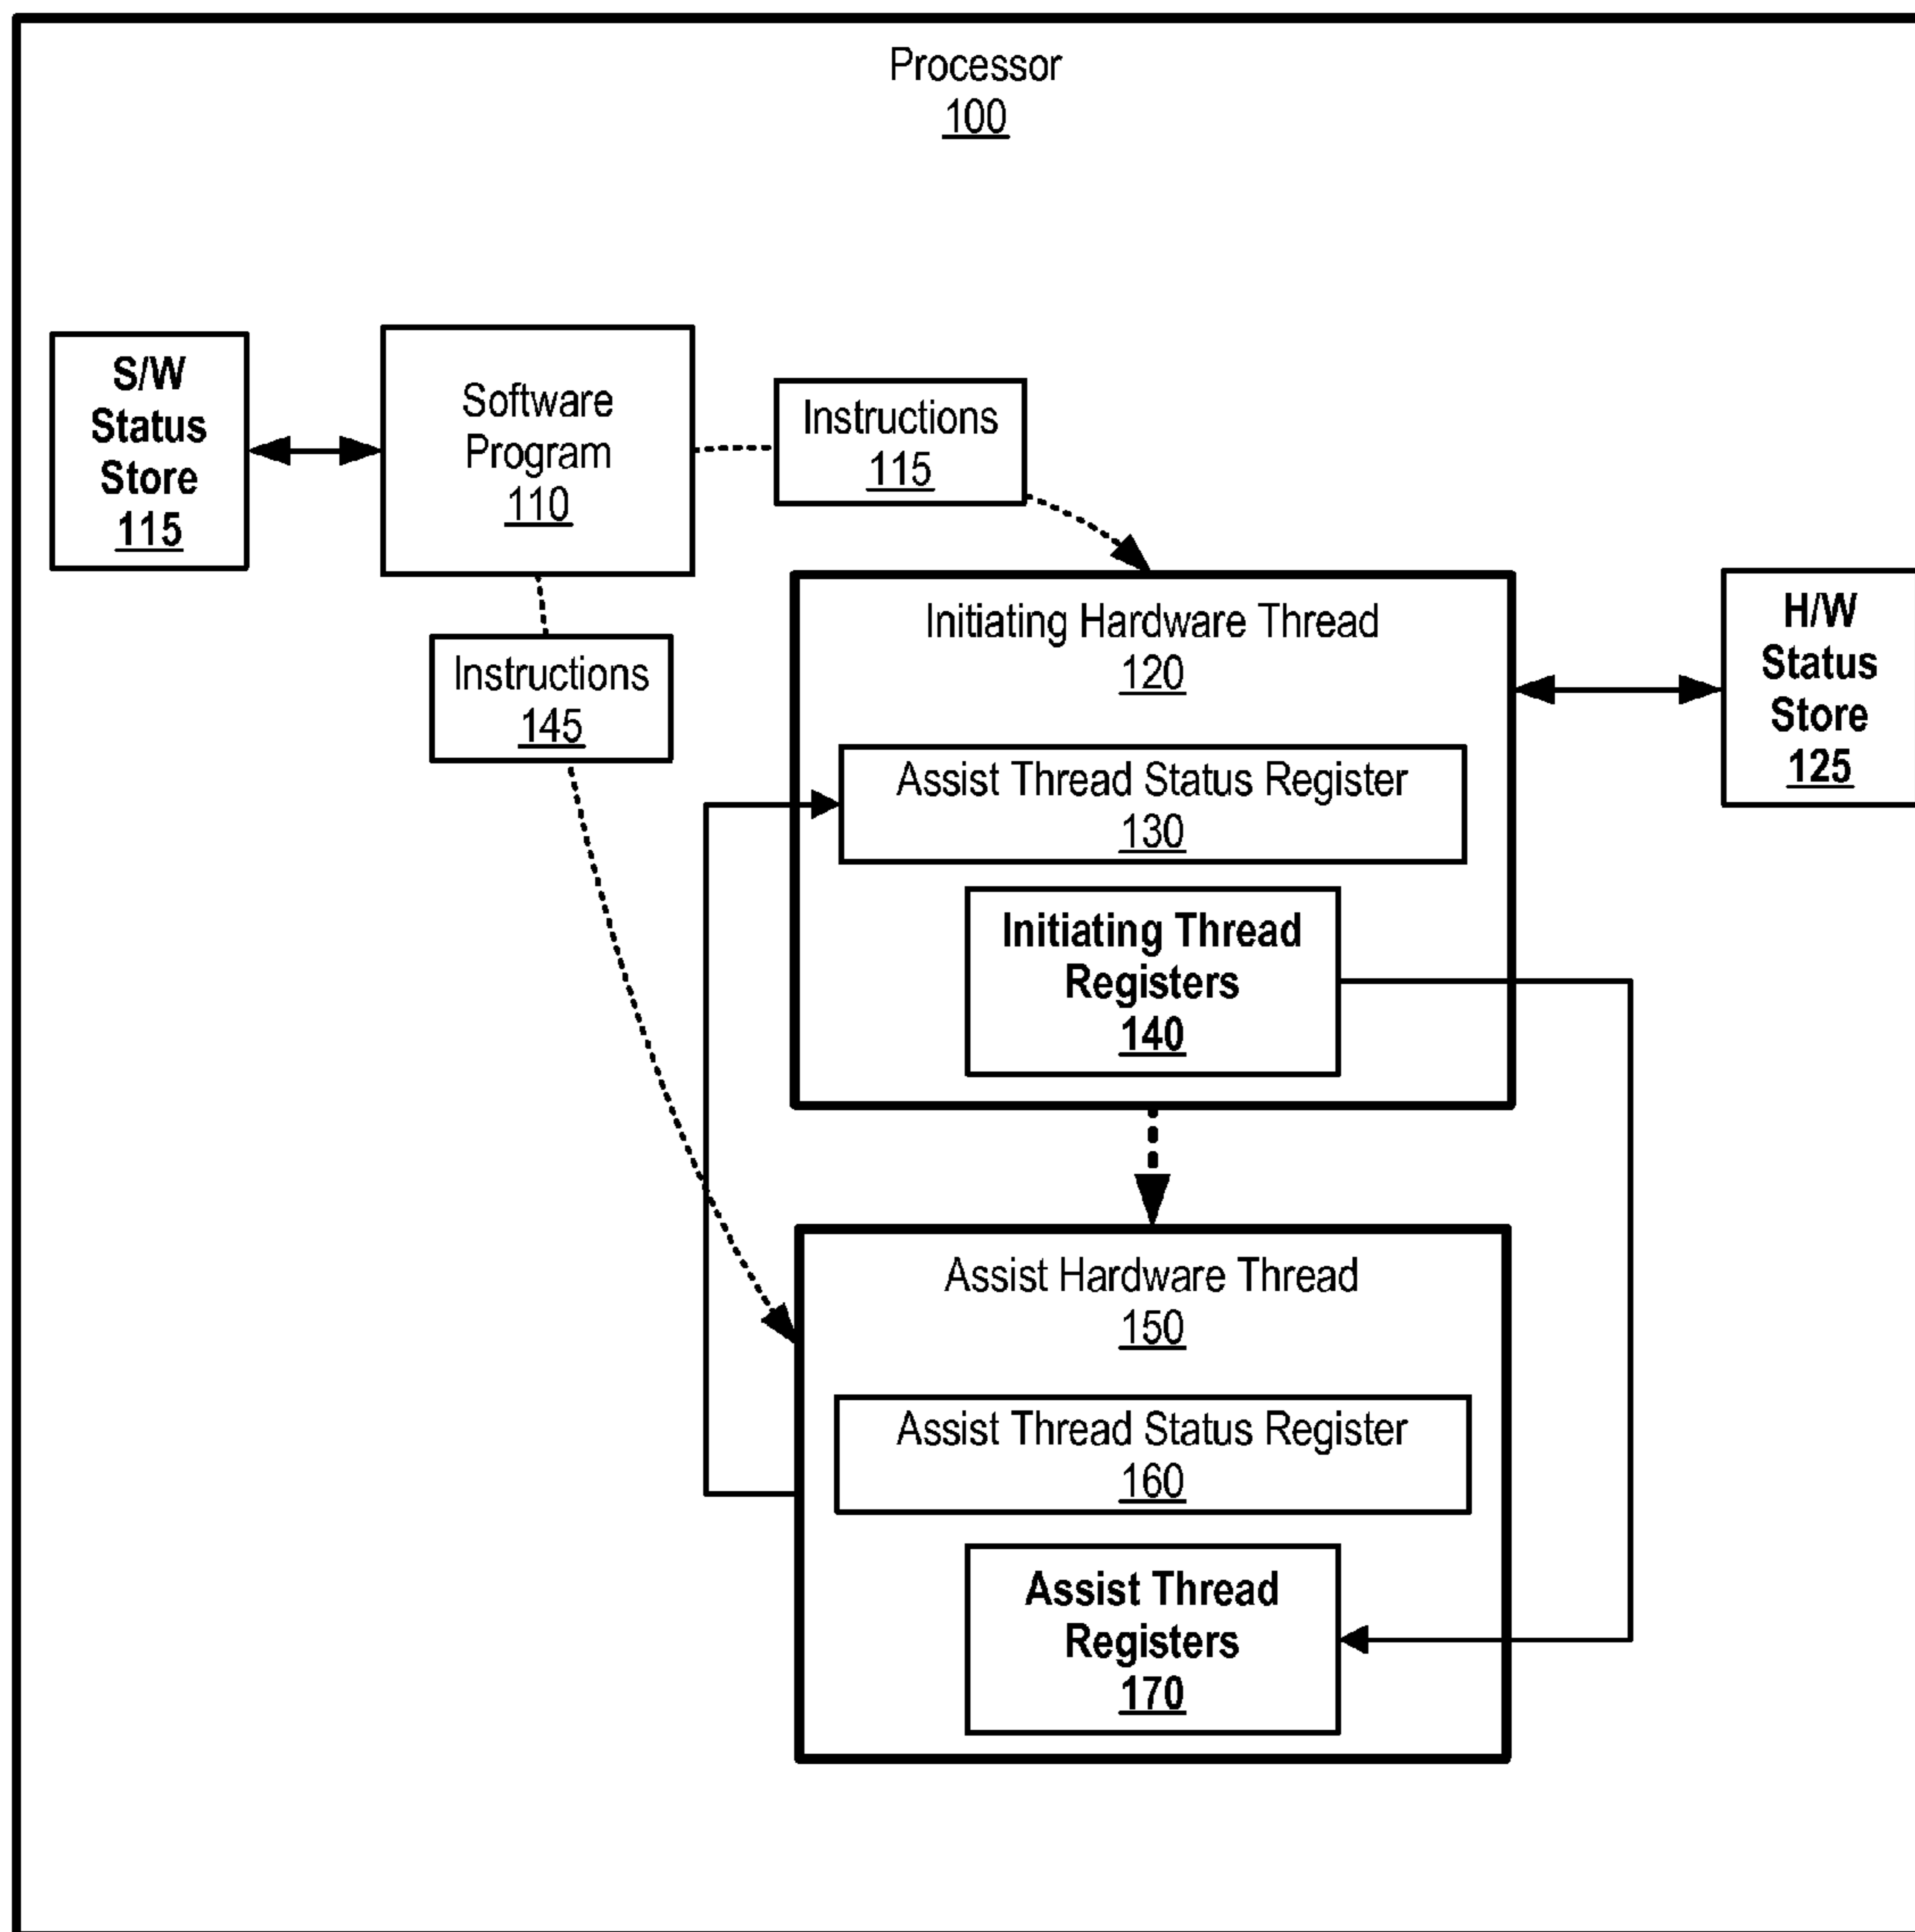 Processor
100
S/W
Status
Store
115
Software
Program
110
Instructions
115
Instructions
145
Initiating Hardware Thread
120
H/W
Status
Store
125
Assist Thread Status Register
130
Initiating Thread
Registers
140
Assist Hardware Thread
150
Assist Thread Status Register
160
Assist Thread
Registers
170